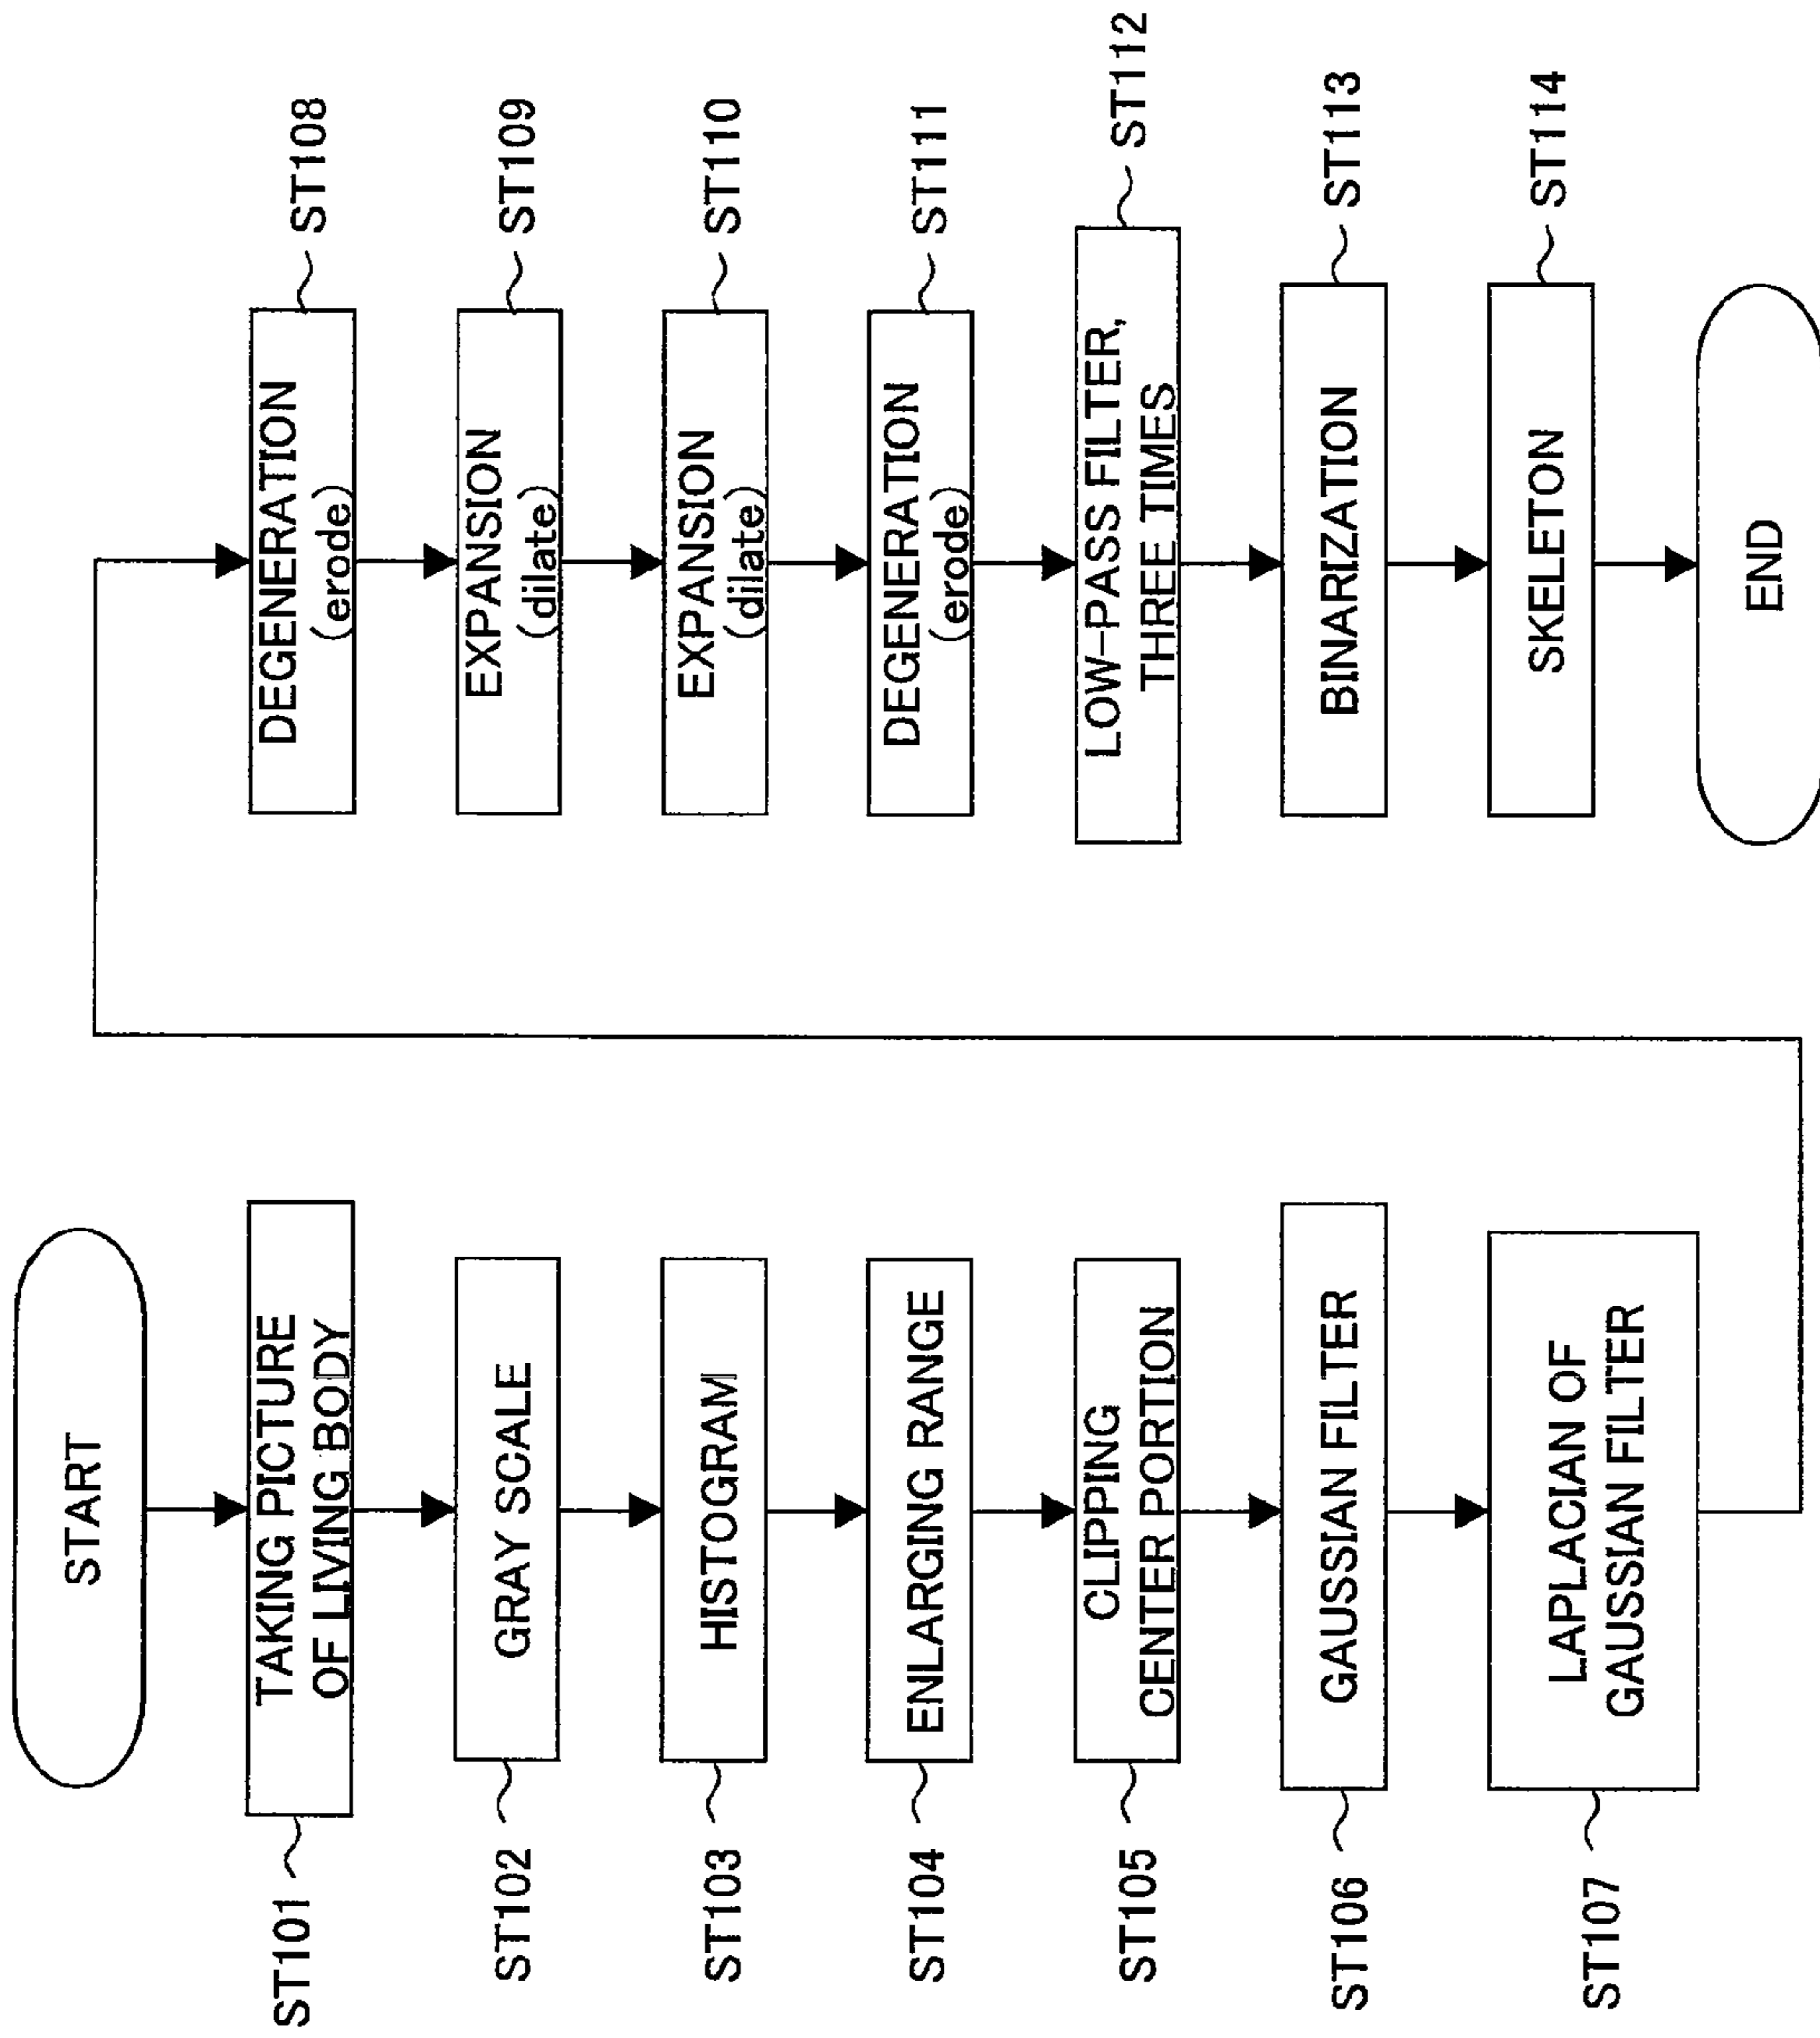 START
TAKING PICTURE
OF LIVING BODY
ST101
GRAY SCALE
ST102
HISTOGRAM
ST103
ENLARGING RANGE
ST104
CLIPPING
CENTER PORTION
ST105
GAUSSIAN FILTER
ST106
LAPLACIAN OF
GAUSSIAN FILTER
ST107
DEGENERATION
(erode)
ST108
EXPANSION
(dilate)
ST109
EXPANSION
(dilate)
ST110
DEGENERATION
(erode)
ST111
LOW-PASS FILTER,
THREE TIMES
ST112
BINARIZATION
ST113
SKELETON
ST114
END